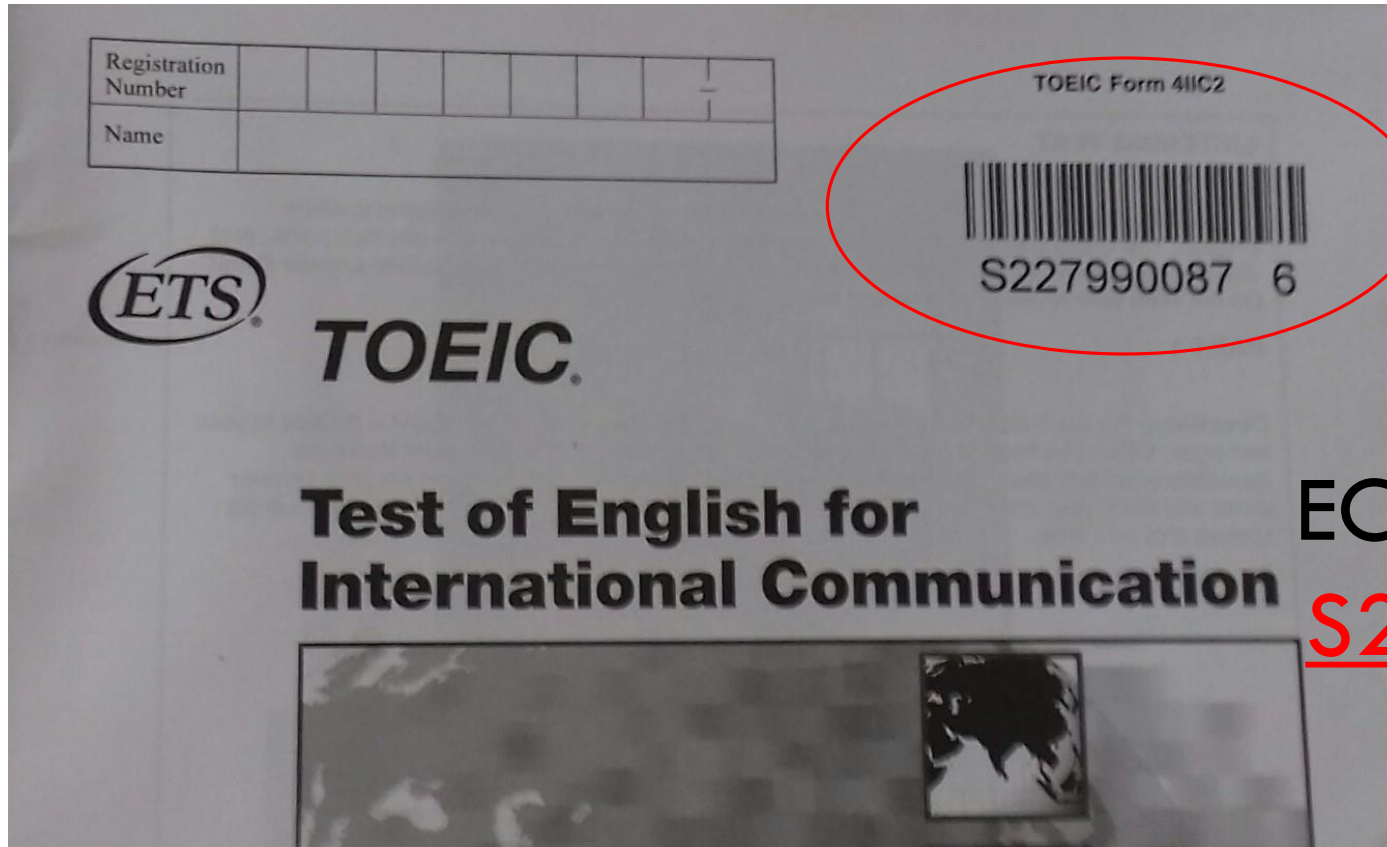 Registration
Number
Name
TOEIC Form 4IIC2
S227990087 6
ETS®
TOEIC®
Test of English for
International Communication
EC
S2